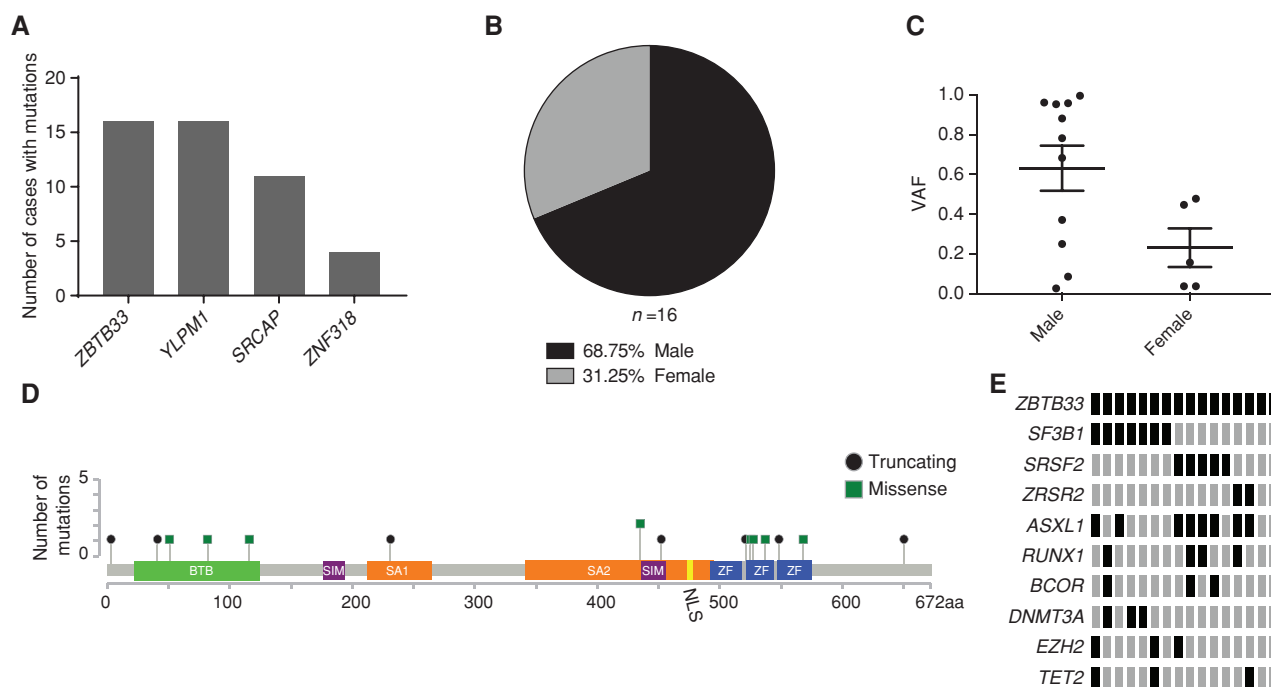 A
Number of cases with mutations
20
15
10
5
0
ZBTB33
YLPM1
SRCAP
ZNF318
B
n =16
68.75% Male
31.25% Female
C
VAF
1.0
0.8
0.6
0.4
0.2
0.0
Male
Female
D
Number of
mutations
5
0
Truncating
Missense
BTB
SIM
SA1
SA2
SIM
ZF
ZF
ZF
NLS
0
100
200
300
400
500
600
672aa
E
ZBTB33
SF3B1
SRSF2
ZRSR2
ASXL1
RUNX1
BCOR
DNMT3A
EZH2
TET2